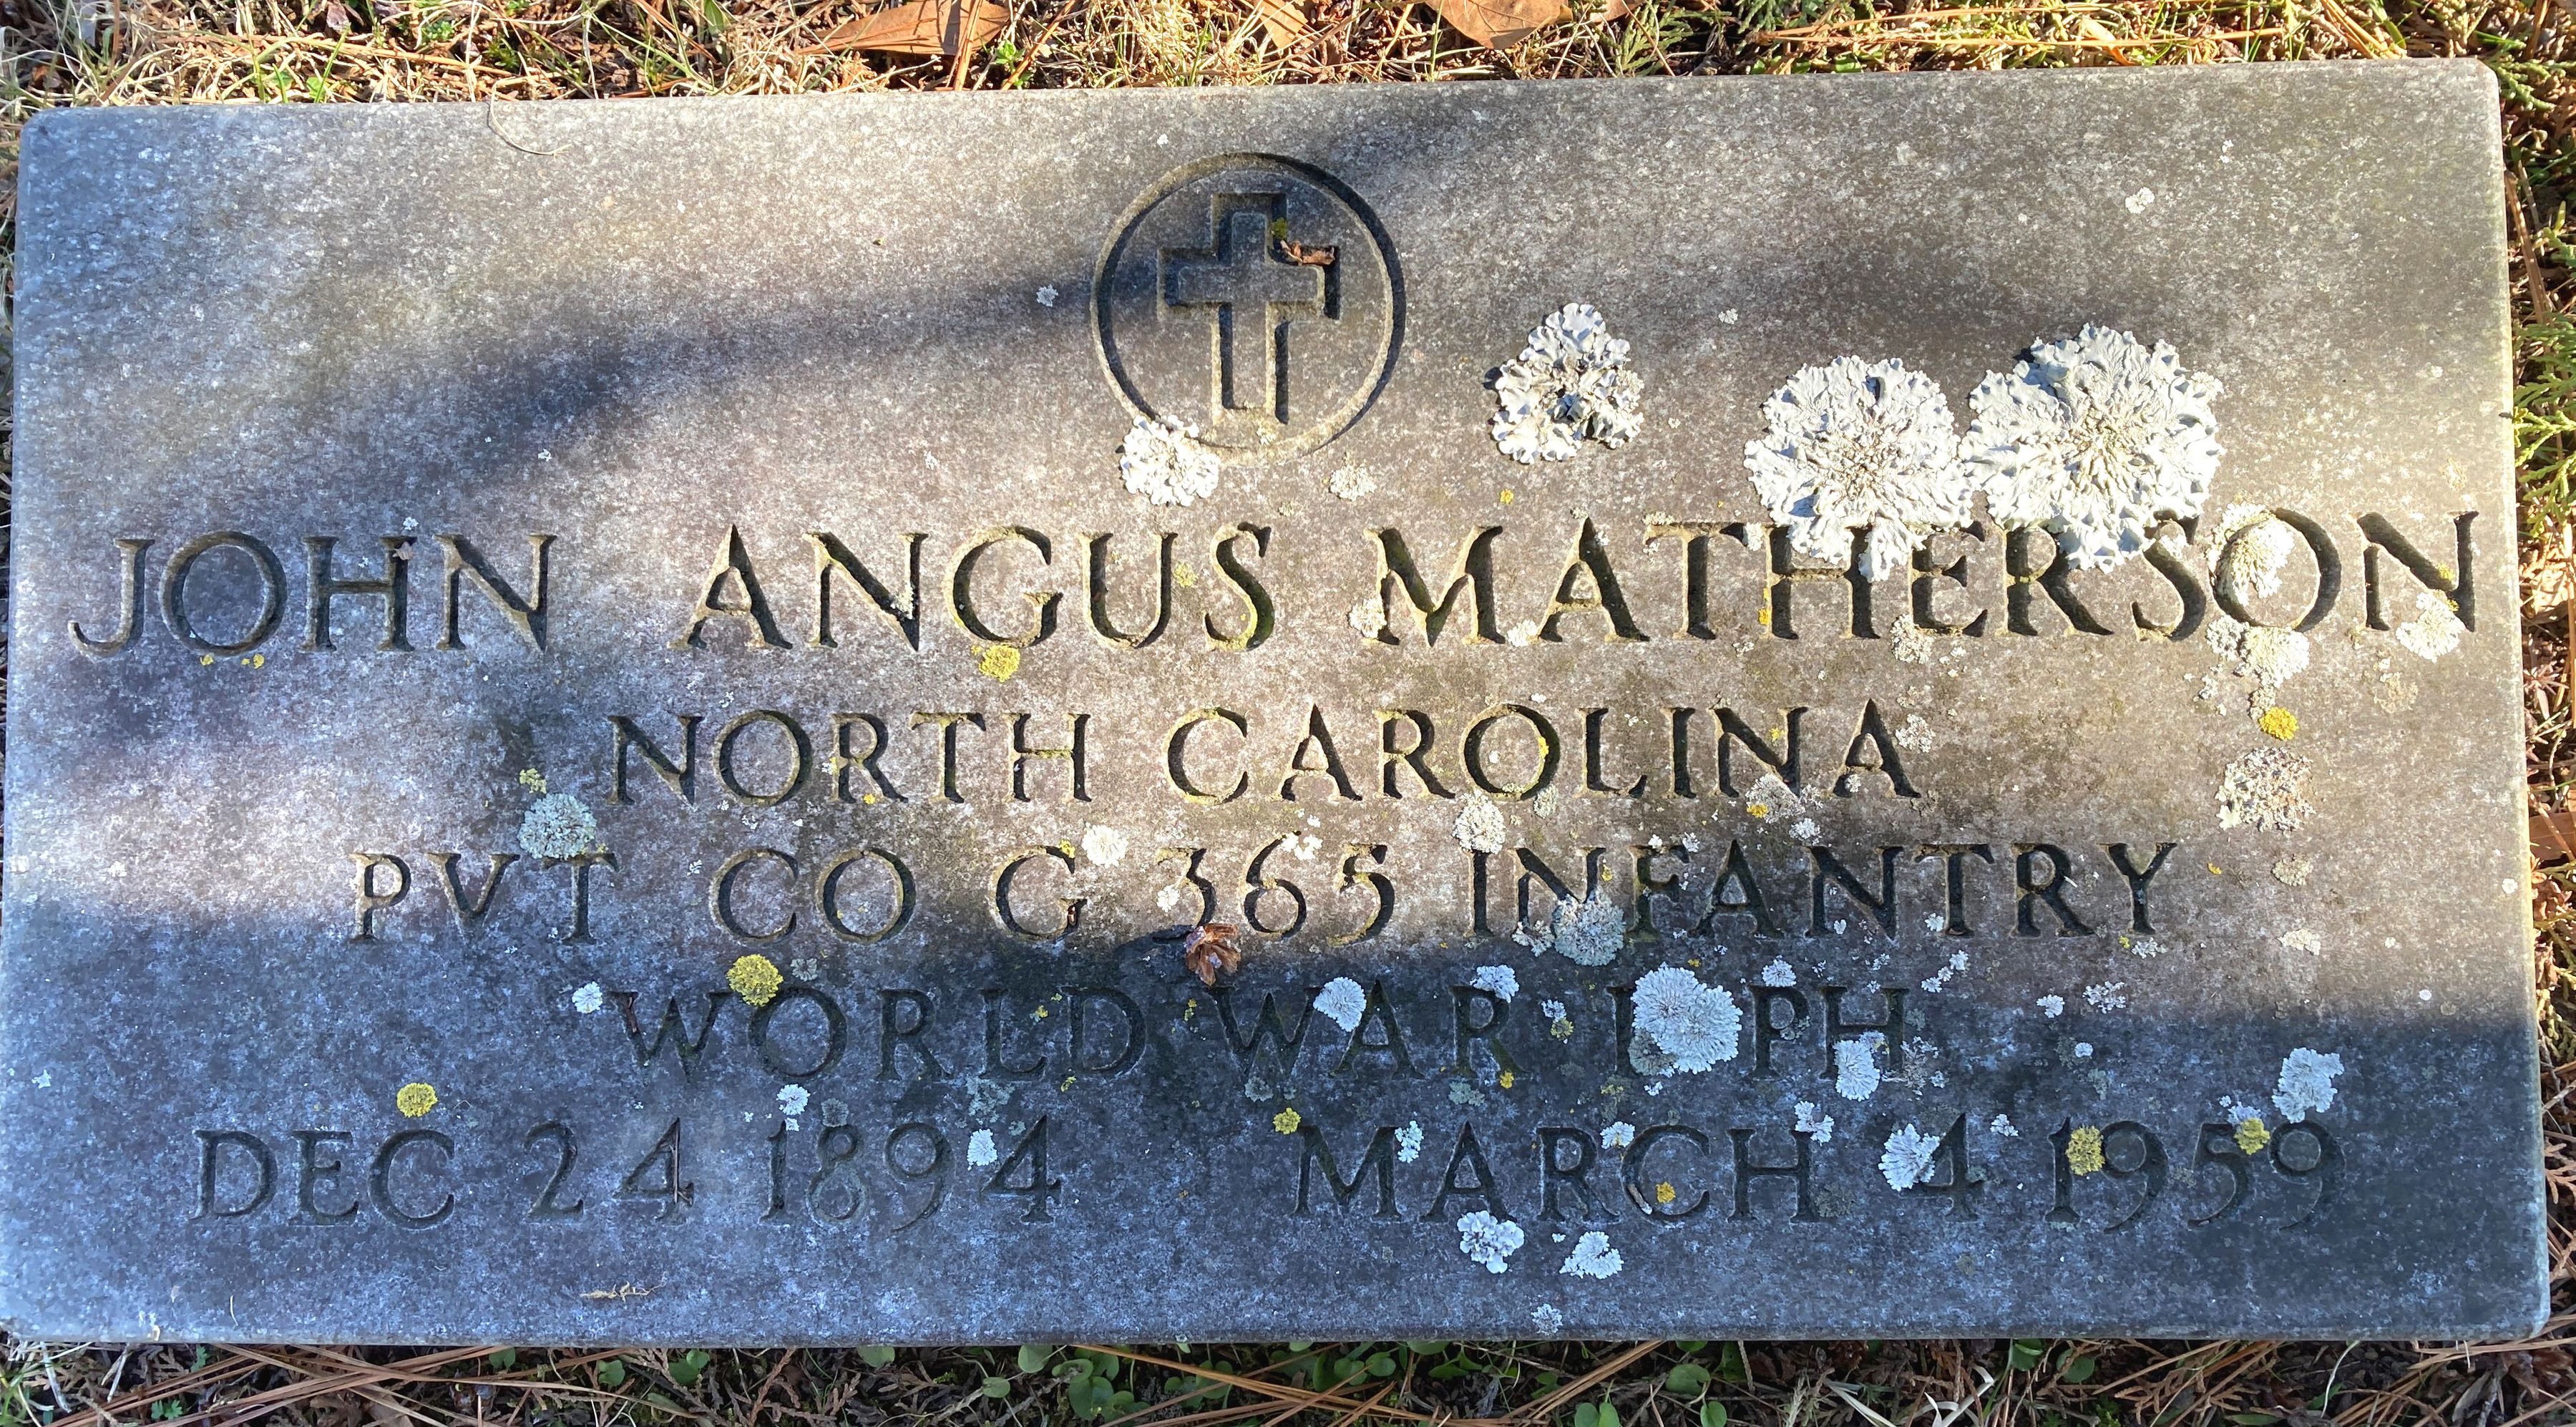 JOHN ANGUS MATHERSON
NORTH CAROLINA
PVT CO G 365 INFANTRY
WORLD WAR I PH
DEC 24 1894 MARCH 4 1959